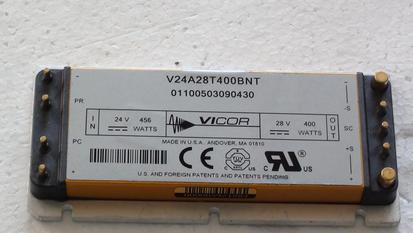 V24A28T400BNT
01100503090430
PR
-S
IN
24 V 456
WATTS
VICOR
28 V 400
WATTS
OUT
SC
PC
+S
MADE IN U.S.A. ANDOVER, MA 01810
CE
C US
C US
U.S. AND FOREIGN PATENTS AND PATENTS PENDING